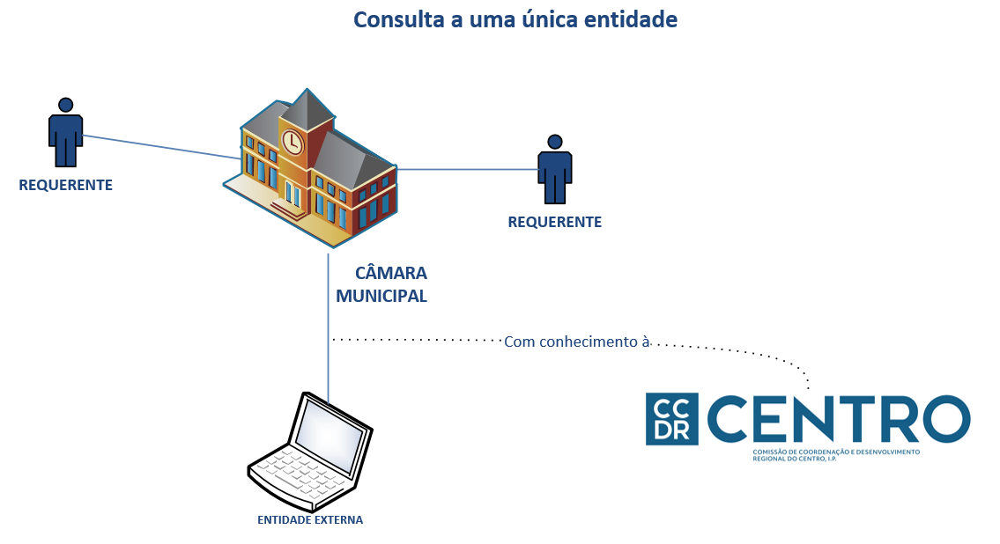 Consulta a uma única entidade
REQUERENTE
REQUERENTE
CÂMARA
MUNICIPAL
Com conhecimento à
CC
DR
CENTRO
COMISSÃO DE COORDENAÇÃO E DESENVOLVIMENTO
REGIONAL DO CENTRO, I.P.
ENTIDADE EXTERNA